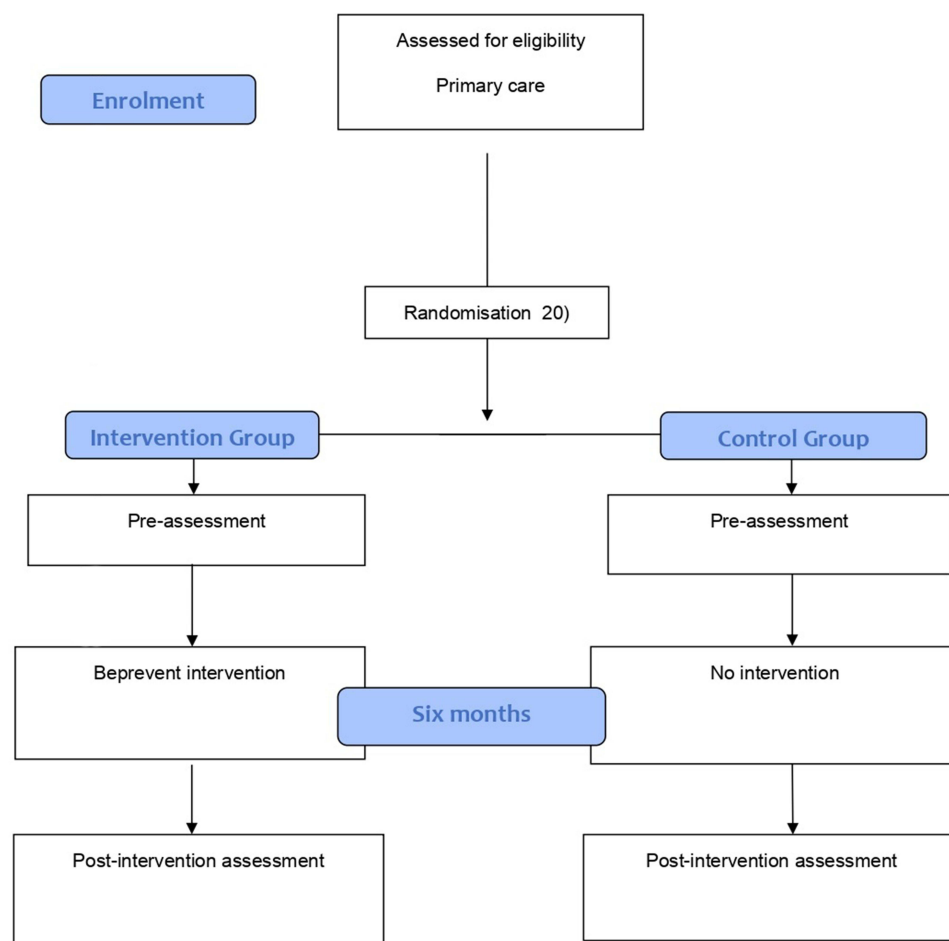 Assessed for eligibility
Primary care
Enrolment
Randomisation 20)
Intervention Group
Control Group
Pre-assessment
Pre-assessment
Beprevent intervention
No intervention
Six months
Post-intervention assessment
Post-intervention assessment